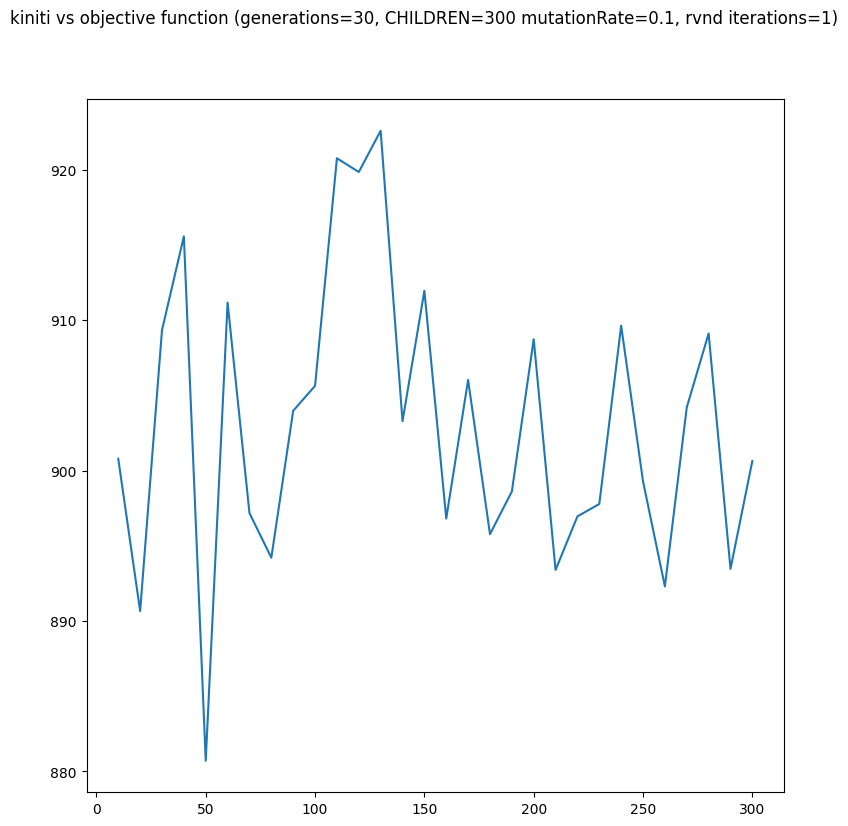 kiniti vs objective function (generations=30, CHILDREN=300 mutationRate=0.1, rvnd iterations=1)
920
910
900
890
880
0 50 100 150 200 250 300